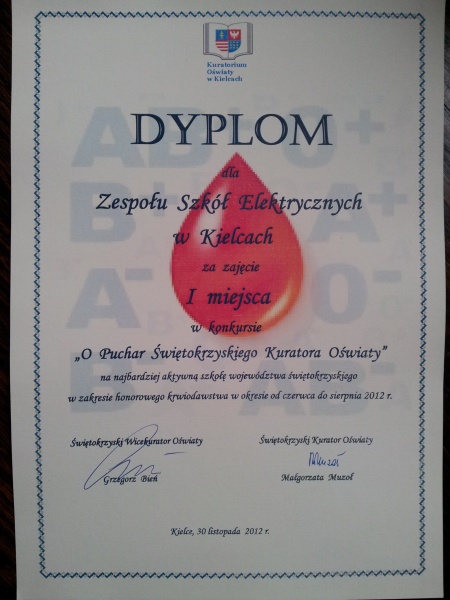 Kuratorium
Oświaty
w Kielcach
DYPLOM
dla
Zespołu Szkół Elektrycznych
w Kielcach
za zajęcie
I miejsca
w konkursie
„O Puchar Świętokrzyskiego Kuratora Oświaty"
na najbardziej aktywną szkołę województwa świętokrzyskiego
w zakresie honorowego krwiodawstwa w okresie od czerwca do sierpnia 2012 r.
Świętokrzyski Wicekurator Oświaty
Grzegorz Bień
Świętokrzyski Kurator Oświaty
Małgorzata Muzoł
Kielce, 30 listopada 2012 r.